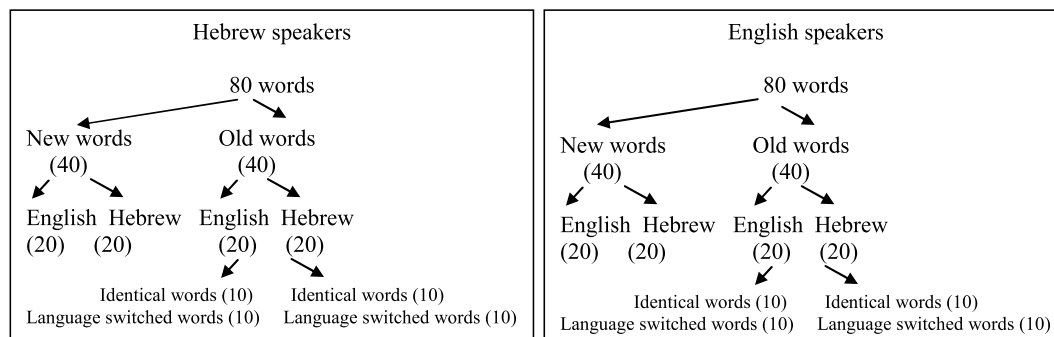 Hebrew speakers
80 words
New words Old words
(40) (40)
English Hebrew English Hebrew
(20) (20) (20) (20)
Identical words (10) Identical words (10)
Language switched words (10) Language switched words (10)
English speakers
80 words
New words Old words
(40) (40)
English Hebrew English Hebrew
(20) (20) (20) (20)
Identical words (10) Identical words (10)
Language switched words (10) Language switched words (10)